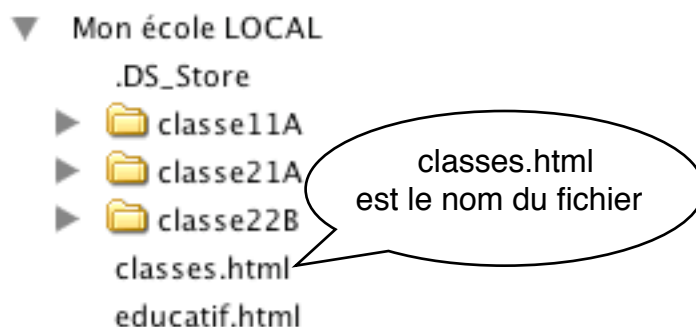 Mon école LOCAL
.DS_Store
classe11A
classe21A
classe22B
classes.html
educatif.html
classes.html
est le nom du fichier